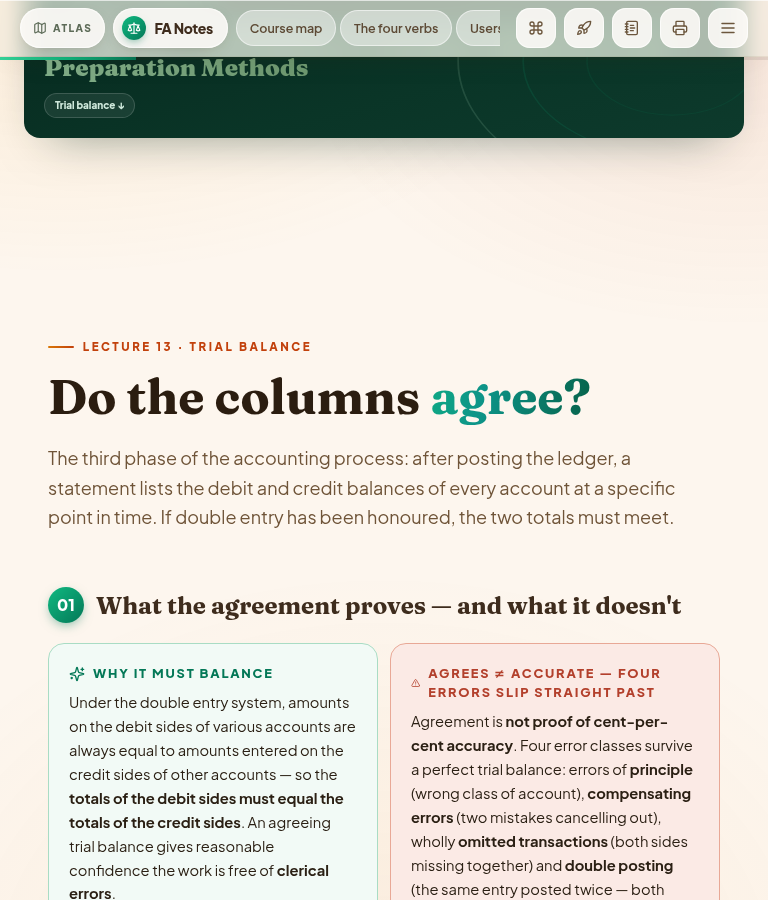 ATLAS
FA Notes
Course map
The four verbs
Users
Preparation Methods
Trial balance ↓
LECTURE 13 · TRIAL BALANCE
Do the columns agree?
The third phase of the accounting process: after posting the ledger, a
statement lists the debit and credit balances of every account at a specific
point in time. If double entry has been honoured, the two totals must meet.
01 What the agreement proves — and what it doesn't
WHY IT MUST BALANCE
Under the double entry system, amounts
on the debit sides of various accounts are
always equal to amounts entered on the
credit sides of other accounts — so the
totals of the debit sides must equal the
totals of the credit sides. An agreeing
trial balance gives reasonable
confidence the work is free of clerical
errors.
AGREES ≠ ACCURATE — FOUR
ERRORS SLIP STRAIGHT PAST
Agreement is not proof of cent-per-
cent accuracy. Four error classes survive
a perfect trial balance: errors of principle
(wrong class of account), compensating
errors (two mistakes cancelling out),
wholly omitted transactions (both sides
missing together) and double posting
(the same entry posted twice — both